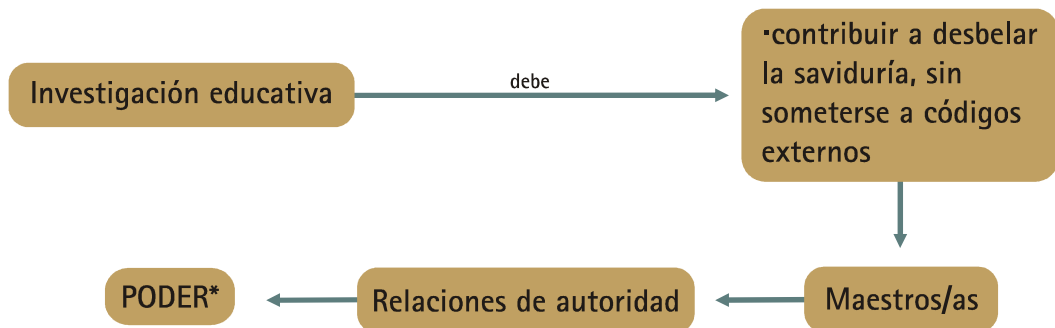 Investigación educativa
debe
·contribuir a desbelar
la saviduría, sin
someterse a códigos
externos
Maestros/as
Relaciones de autoridad
PODER*